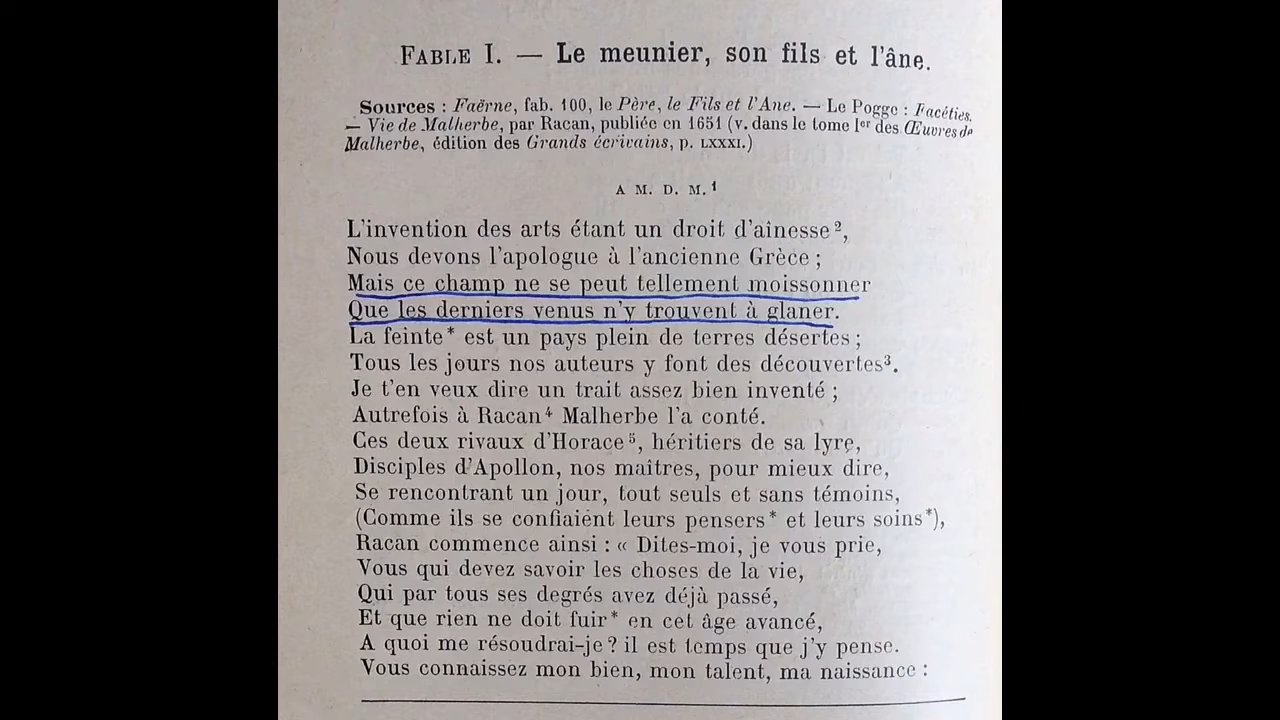 FABLE I. — Le meunier, son fils et l'âne.
Sources : Faërne, fab. 100, le Père, le Fils et l'Ane. — Le Pogge : Facéties.
— Vie de Malherbe, par Racan, publiée en 1651 (v. dans le tome Ier des Œuvres de
Malherbe, édition des Grands écrivains, p. LXXXI.)
A M. D. M.1
L'invention des arts étant un droit d'aînesse2,
Nous devons l'apologue à l'ancienne Grèce ;
Mais ce champ ne se peut tellement moissonner
Que les derniers venus n'y trouvent à glaner.
La feinte* est un pays plein de terres désertes ;
Tous les jours nos auteurs y font des découvertes3.
Je t'en veux dire un trait assez bien inventé ;
Autrefois à Racan4 Malherbe l'a conté.
Ces deux rivaux d'Horace5, héritiers de sa lyre,
Disciples d'Apollon, nos maîtres, pour mieux dire,
Se rencontrant un jour, tout seuls et sans témoins,
(Comme ils se confiaient leurs pensers* et leurs soins*),
Racan commence ainsi : « Dites-moi, je vous prie,
Vous qui devez savoir les choses de la vie,
Qui par tous ses degrés avez déjà passé,
Et que rien ne doit fuir* en cet âge avancé,
A quoi me résoudrai-je ? il est temps que j'y pense.
Vous connaissez mon bien, mon talent, ma naissance :